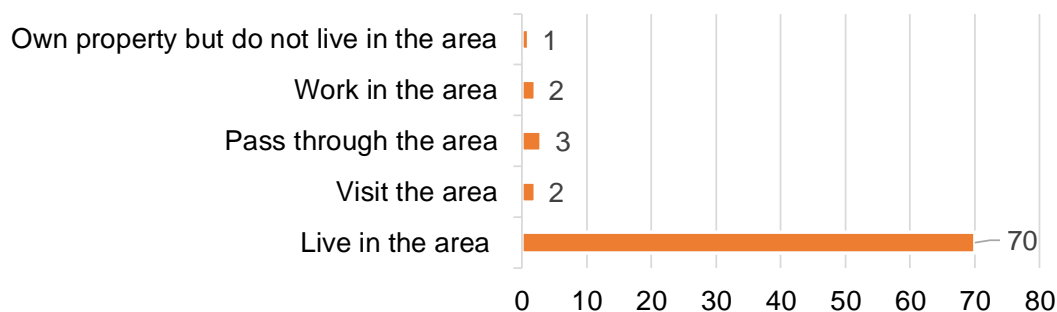 Own property but do not live in the area 1
Work in the area 2
Pass through the area 3
Visit the area 2
Live in the area 70
0 10 20 30 40 50 60 70 80